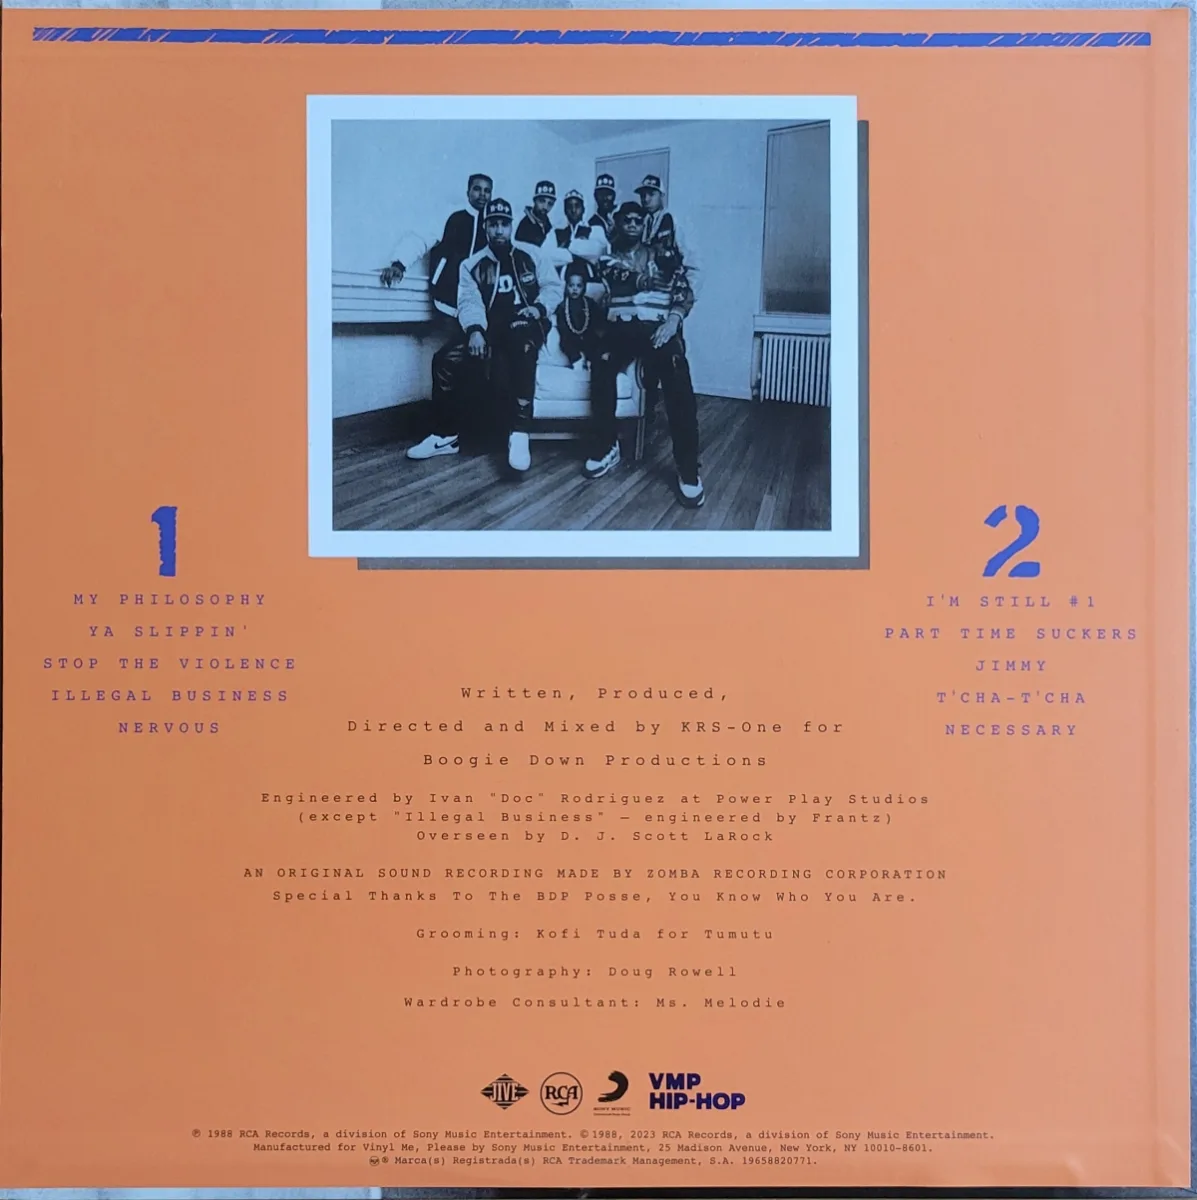 1
MY PHILOSOPHY
YA SLIPPIN'
STOP THE VIOLENCE
ILLEGAL BUSINESS
NERVOUS
2
I'M STILL #1
PART TIME SUCKERS
JIMMY
T'CHA-T'CHA
NECESSARY
Written, Produced,
Directed and Mixed by KRS-One for
Boogie Down Productions
Engineered by Ivan "Doc" Rodriguez at Power Play Studios
(except "Illegal Business" — engineered by Frantz)
Overseen by D. J. Scott LaRock
AN ORIGINAL SOUND RECORDING MADE BY ZOMBA RECORDING CORPORATION
Special Thanks To The BDP Posse, You Know Who You Are.
Grooming: Kofi Tuda for Tumutu
Photography: Doug Rowell
Wardrobe Consultant: Ms. Melodie
JIVE
RCA
SONY MUSIC
VMP
HIP-HOP
℗ 1988 RCA Records, a division of Sony Music Entertainment. © 1988, 2023 RCA Records, a division of Sony Music Entertainment.
Manufactured for Vinyl Me, Please by Sony Music Entertainment, 25 Madison Avenue, New York, NY 10010-8601.
® Marca(s) Registrada(s) RCA Trademark Management, S.A. 19658820771.